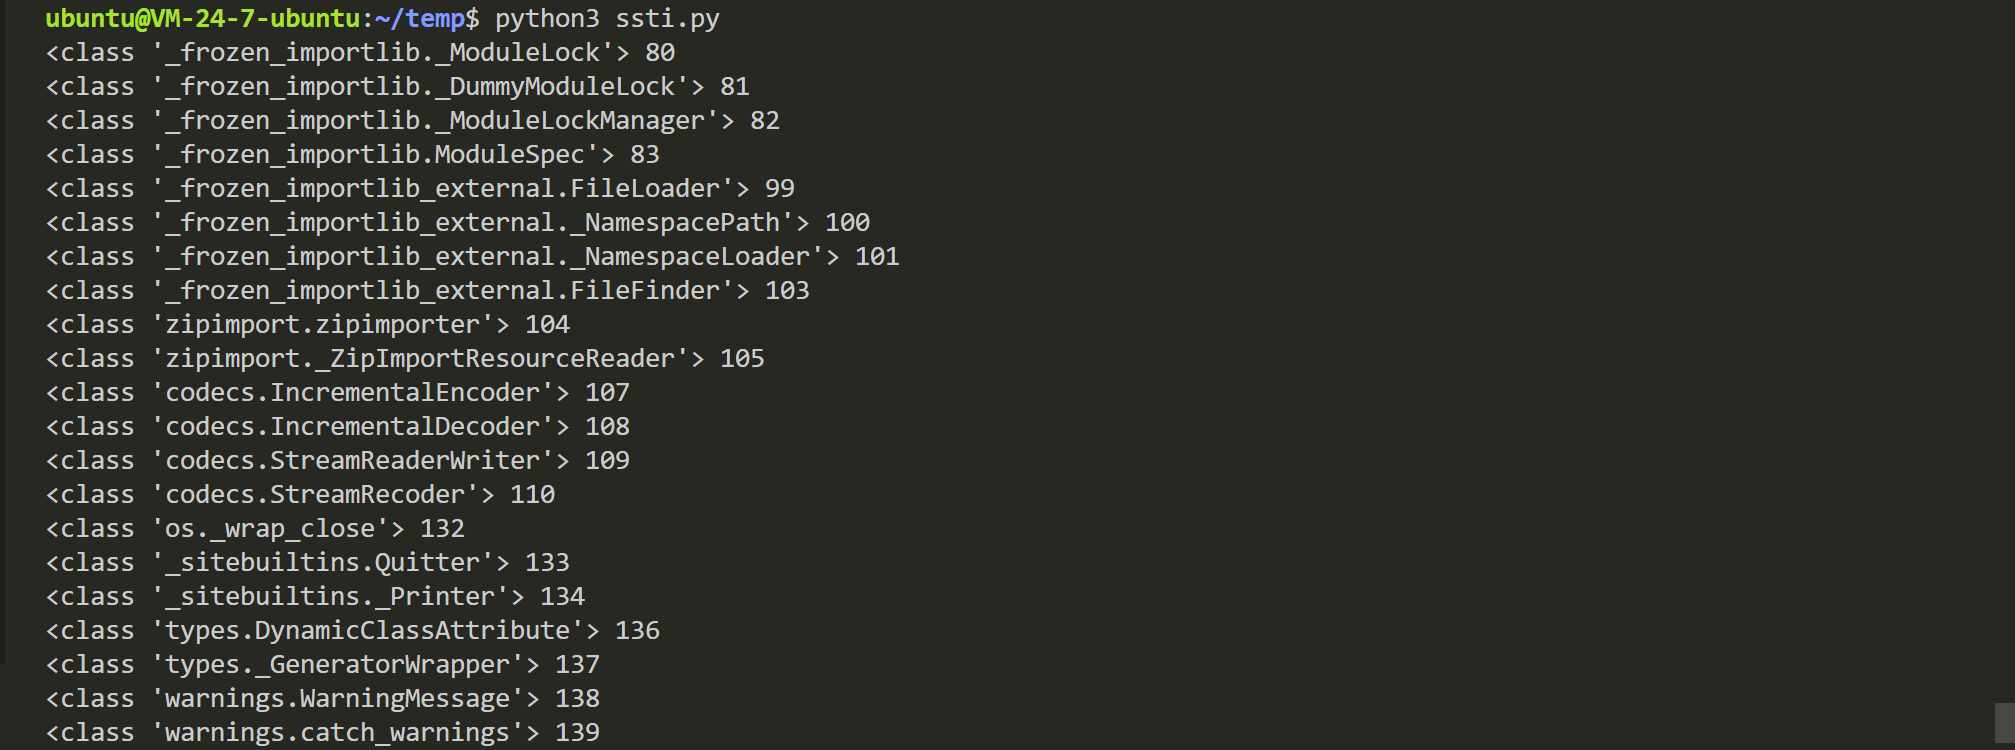 ubuntu@VM-24-7-ubuntu:~/temp$ python3 ssti.py
<class '_frozen_importlib._ModuleLock'> 80
<class '_frozen_importlib._DummyModuleLock'> 81
<class '_frozen_importlib._ModuleLockManager'> 82
<class '_frozen_importlib.ModuleSpec'> 83
<class '_frozen_importlib_external.FileLoader'> 99
<class '_frozen_importlib_external._NamespacePath'> 100
<class '_frozen_importlib_external._NamespaceLoader'> 101
<class '_frozen_importlib_external.FileFinder'> 103
<class 'zipimport.zipimporter'> 104
<class 'zipimport._ZipImportResourceReader'> 105
<class 'codecs.IncrementalEncoder'> 107
<class 'codecs.IncrementalDecoder'> 108
<class 'codecs.StreamReaderWriter'> 109
<class 'codecs.StreamRecoder'> 110
<class 'os._wrap_close'> 132
<class '_sitebuiltins.Quitter'> 133
<class '_sitebuiltins._Printer'> 134
<class 'types.DynamicClassAttribute'> 136
<class 'types._GeneratorWrapper'> 137
<class 'warnings.WarningMessage'> 138
<class 'warnings.catch_warnings'> 139